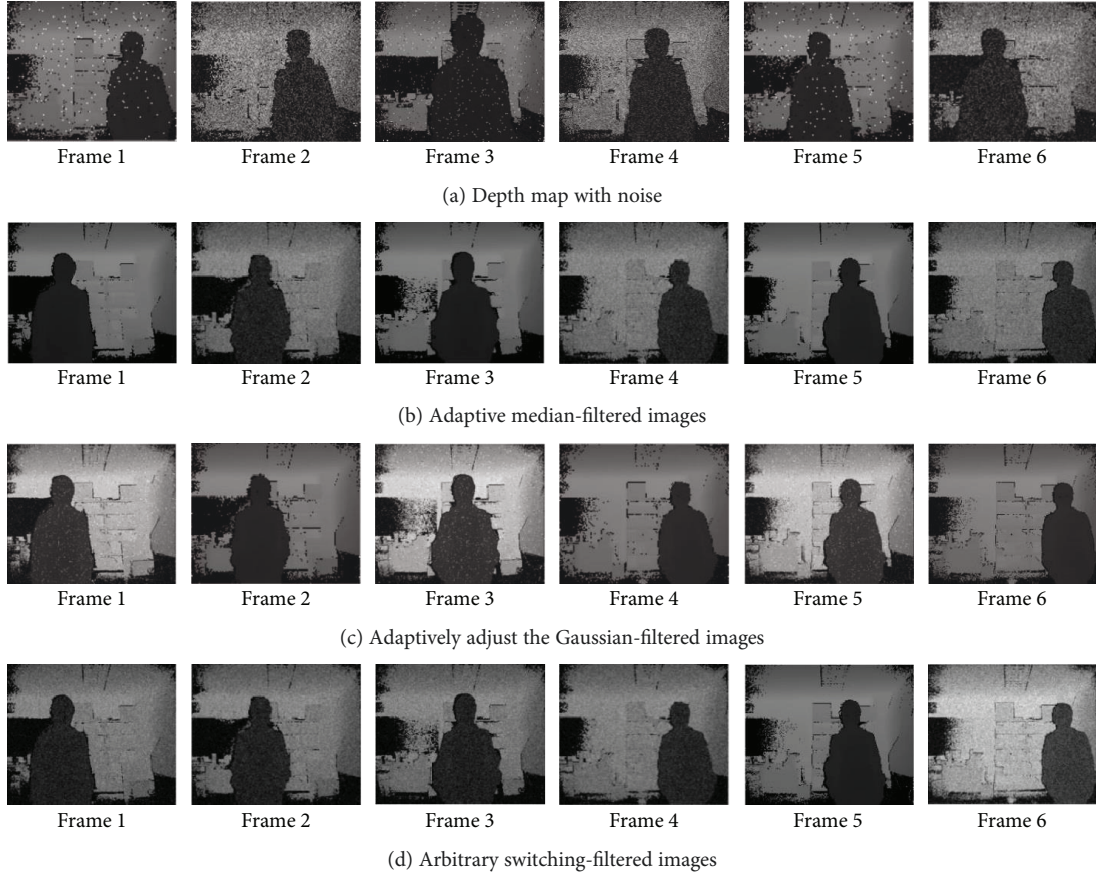 Frame 1 Frame 2 Frame 3 Frame 4 Frame 5 Frame 6
(a) Depth map with noise
Frame 1 Frame 2 Frame 3 Frame 4 Frame 5 Frame 6
(b) Adaptive median-filtered images
Frame 1 Frame 2 Frame 3 Frame 4 Frame 5 Frame 6
(c) Adaptively adjust the Gaussian-filtered images
Frame 1 Frame 2 Frame 3 Frame 4 Frame 5 Frame 6
(d) Arbitrary switching-filtered images